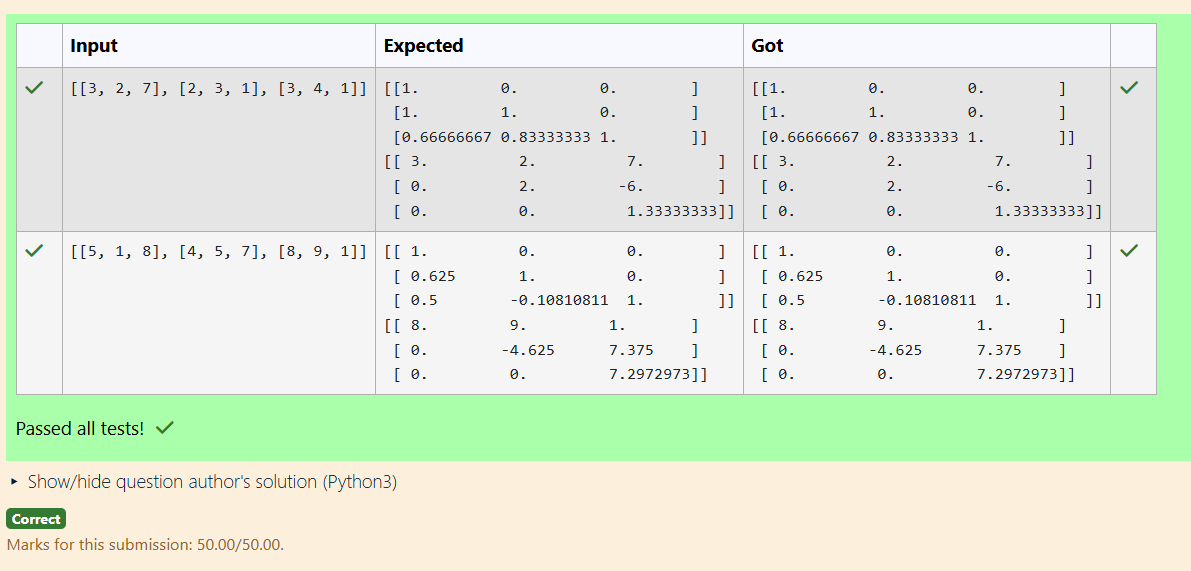 Input Expected Got
[[3, 2, 7], [2, 3, 1], [3, 4, 1]] [[1. 0. 0. ] [[1. 0. 0. ]
[1. 1. 0. ] [1. 1. 0. ]
[0.66666667 0.83333333 1. ]] [0.66666667 0.83333333 1. ]]
[[ 3. 2. 7. ] [[ 3. 2. 7. ]
[ 0. 2. -6. ] [ 0. 2. -6. ]
[ 0. 0. 1.33333333]] [ 0. 0. 1.33333333]]
[[5, 1, 8], [4, 5, 7], [8, 9, 1]] [[ 1. 0. 0. ] [[ 1. 0. 0. ]
[ 0.625 1. 0. ] [ 0.625 1. 0. ]
[ 0.5 -0.10810811 1. ]] [ 0.5 -0.10810811 1. ]]
[[ 8. 9. 1. ] [[ 8. 9. 1. ]
[ 0. -4.625 7.375 ] [ 0. -4.625 7.375 ]
[ 0. 0. 7.2972973]] [ 0. 0. 7.2972973]]
Passed all tests!
Show/hide question author's solution (Python3)
Correct
Marks for this submission: 50.00/50.00.